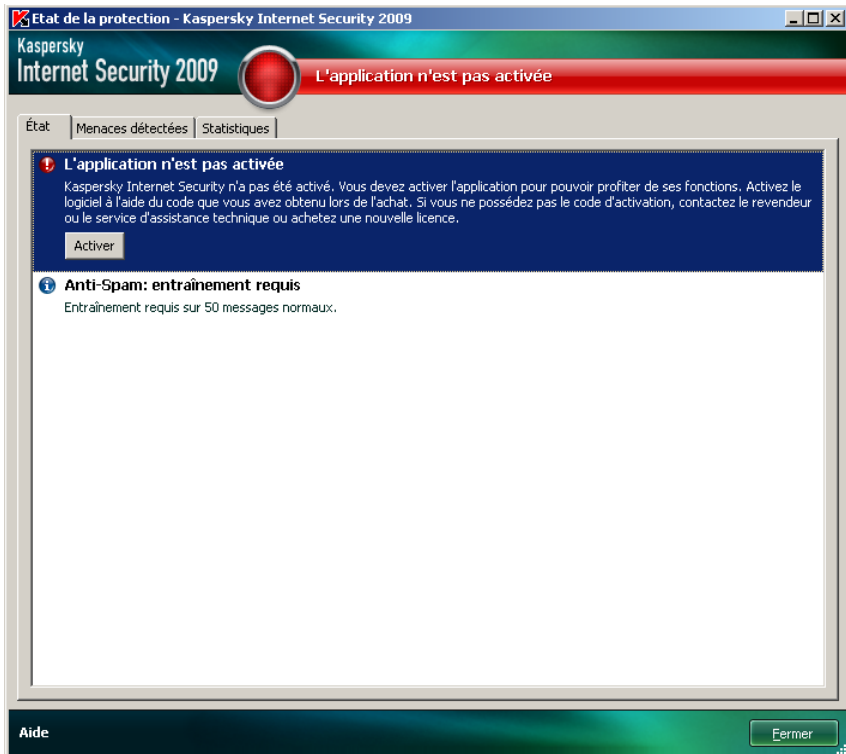 Etat de la protection - Kaspersky Internet Security 2009
Kaspersky
Internet Security 2009
L'application n'est pas activée
État
Menaces détectées
Statistiques
L'application n'est pas activée
Kaspersky Internet Security n'a pas été activé. Vous devez activer l'application pour pouvoir profiter de ses fonctions. Activez le
logiciel à l'aide du code que vous avez obtenu lors de l'achat. Si vous ne possédez pas le code d'activation, contactez le revendeur
ou le service d'assistance technique ou achetez une nouvelle licence.
Activer
Anti-Spam: entraînement requis
Entraînement requis sur 50 messages normaux.
Aide
Fermer